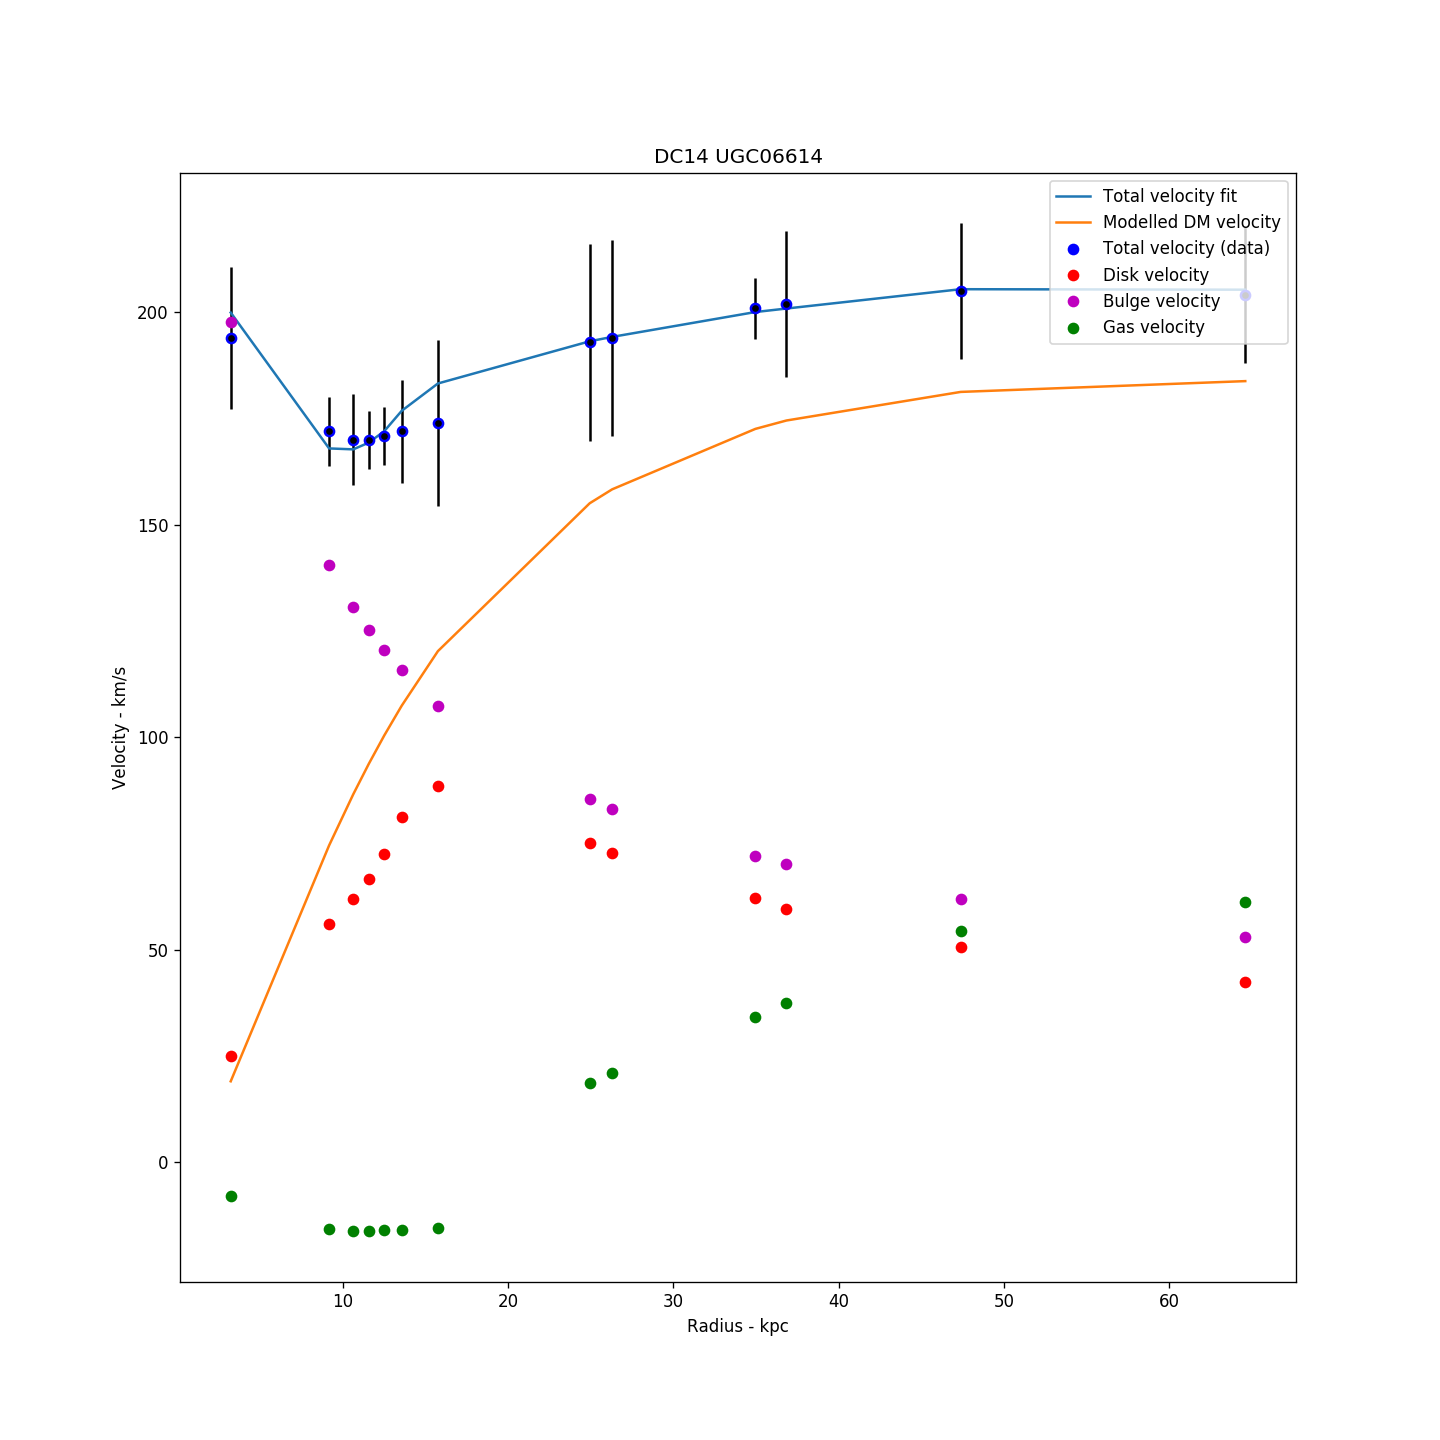 DC14 UGC06614
Total velocity fit
Modelled DM velocity
Total velocity (data)
Disk velocity
Bulge velocity
Gas velocity
200
150
100
50
0
Velocity - km/s
10 20 30 40 50 60
Radius - kpc